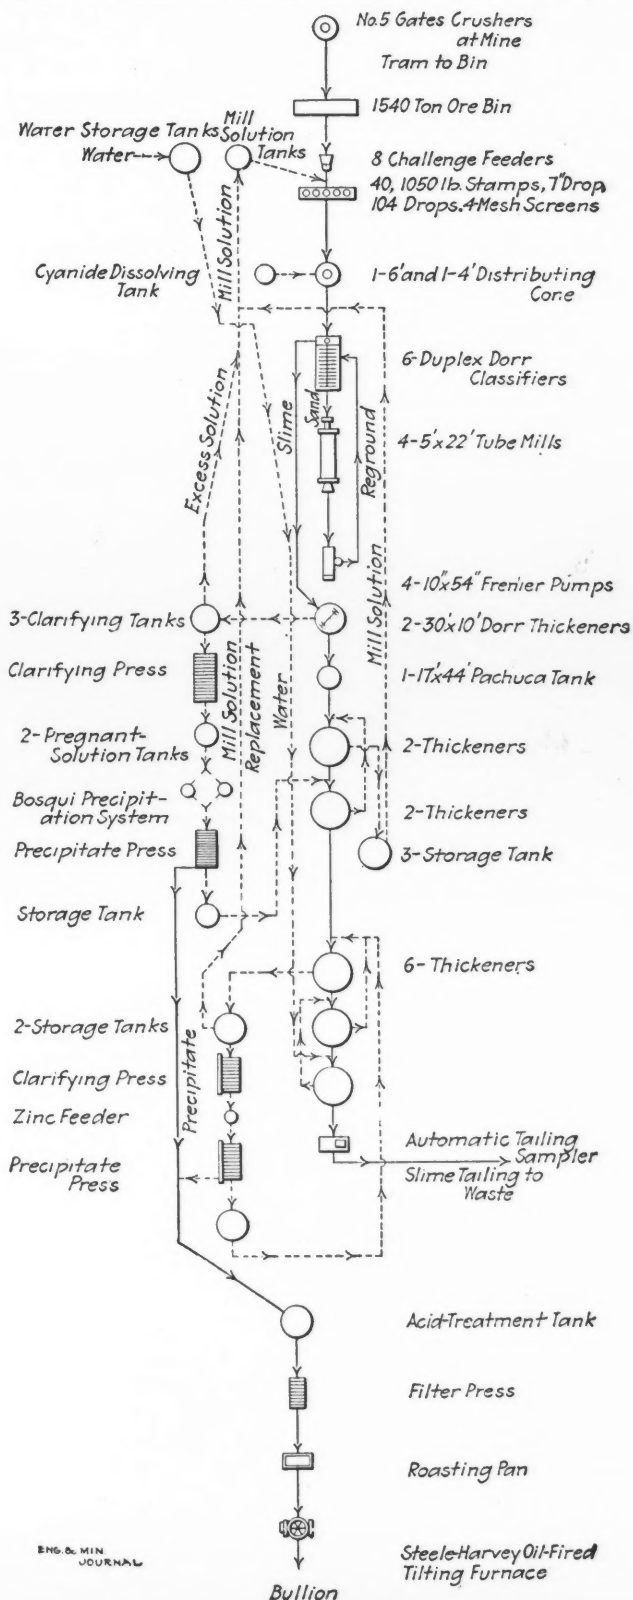 No.5 Gates Crushers
at Mine
Tram to Bin
1540 Ton Ore Bin
Water Storage Tanks
Water
Mill
Solution
Tanks
8 Challenge Feeders
40, 1050 lb. Stamps, 7" Drop,
104 Drops. 4 Mesh Screens
Mill Solution
Cyanide Dissolving
Tank
1-6' and 1-4' Distributing
Cone
6-Duplex Dorr
Classifiers
Sand
Slime
Excess Solution
4-5'x22' Tube Mills
Reground
Mill Solution
4-10"x54" Frenier Pumps
3-Clarifying Tanks
2-30'x10' Dorr Thickeners
Clarifying Press
Mill Solution
Replacement
Water
1-17'x44' Pachuca Tank
2-Pregnant-
Solution Tanks
2-Thickeners
Bosqui Precipit-
ation System
2-Thickeners
Precipitate Press
3-Storage Tank
Storage Tank
6-Thickeners
2-Storage Tanks
Precipitate
Clarifying Press
Zinc Feeder
Automatic Tailing
Sampler
Precipitate
Press
Slime Tailing to
Waste
Acid-Treatment Tank
Filter Press
Roasting Pan
ENG. & MIN.
JOURNAL
Steele-Harvey Oil-Fired
Tilting Furnace
Bullion